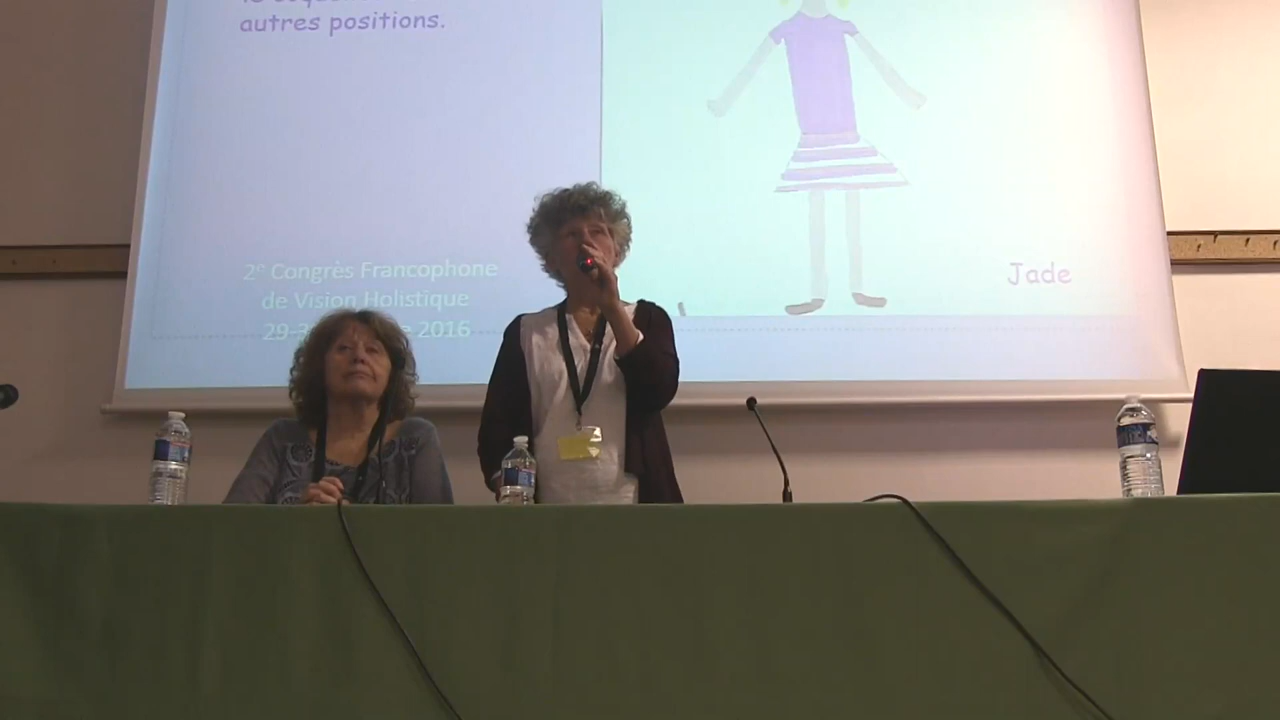 autres positions.
2e Congrès Francophone
de Vision Holistique
2016
Jade